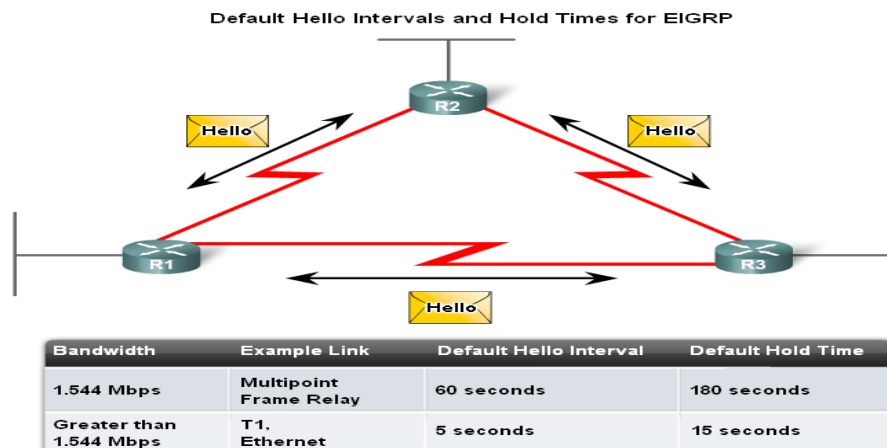 Default Hello Intervals and Hold Times for EIGRP
R2
Hello
Hello
R1
R3
Hello
Bandwidth Example Link Default Hello Interval Default Hold Time
1.544 Mbps Multipoint Frame Relay 60 seconds 180 seconds
Greater than 1.544 Mbps T1, Ethernet 5 seconds 15 seconds